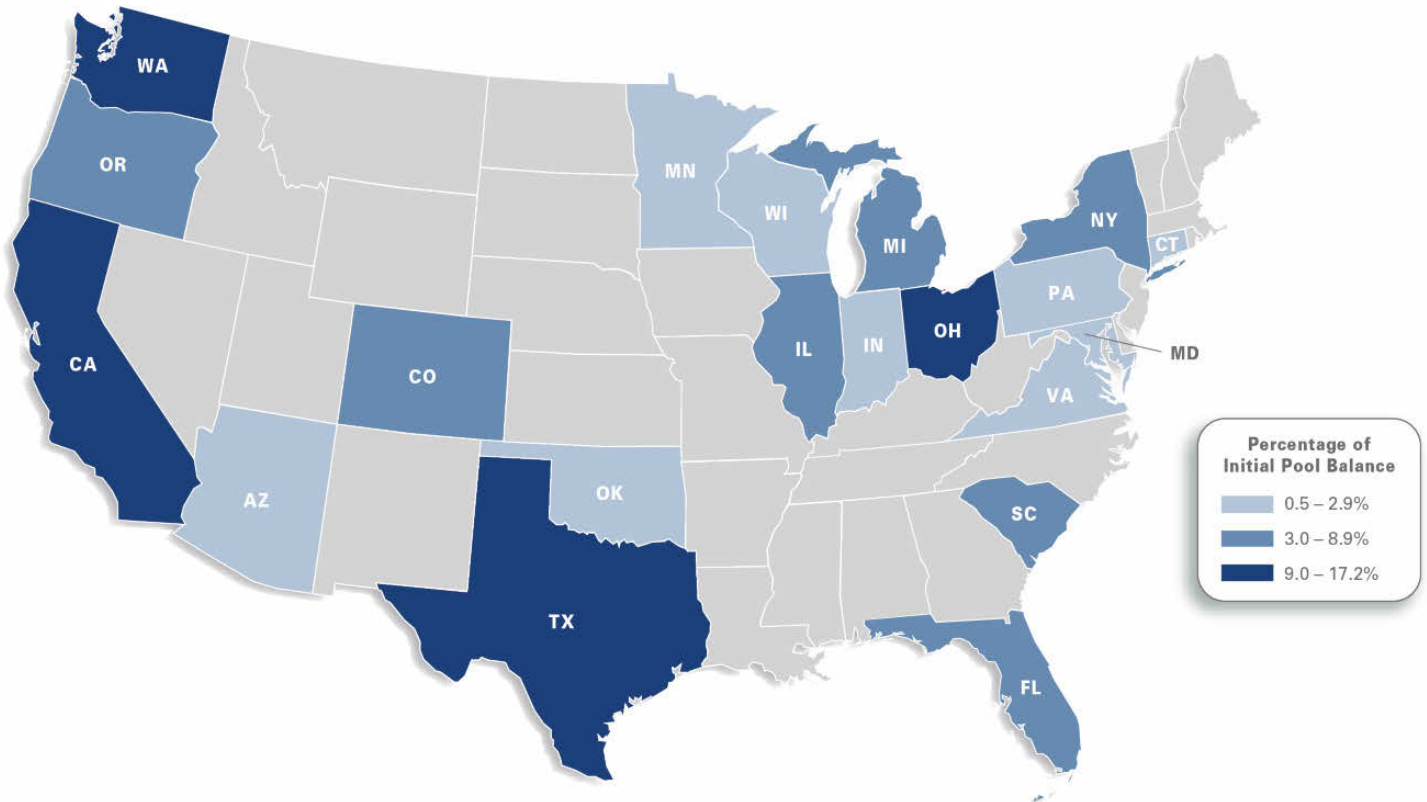 WA
OR
MN
WI
MI
NY
CT
PA
CA
CO
IL
IN
OH
MD
VA
AZ
OK
SC
TX
FL
Percentage of
Initial Pool Balance
0.5 – 2.9%
3.0 – 8.9%
9.0 – 17.2%